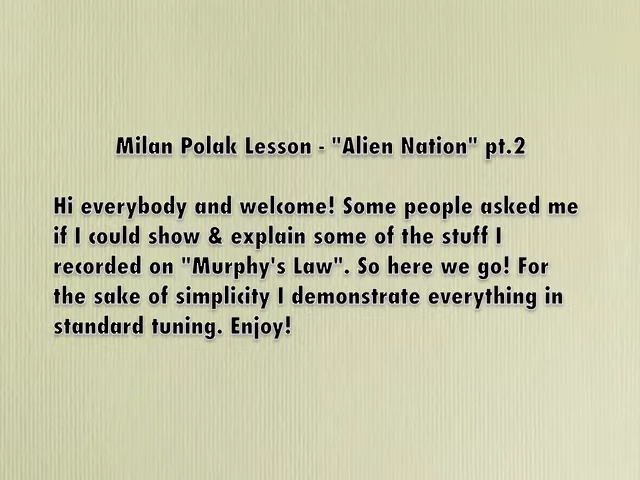 Milan Polak Lesson - "Alien Nation" pt.2
Hi everybody and welcome! Some people asked me
if I could show & explain some of the stuff I
recorded on "Murphy's Law". So here we go! For
the sake of simplicity I demonstrate everything in
standard tuning. Enjoy!